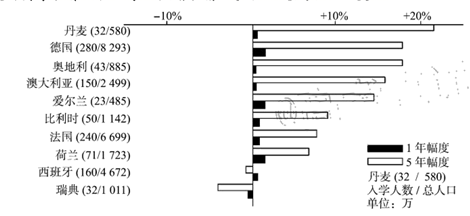 -10% +10% +20%
丹麦 (32/580)
德国 (280/8 293)
奥地利 (43/885)
澳大利亚 (150/2 499)
爱尔兰 (23/485)
比利时 (50/1 142)
法国 (240/6 699)
荷兰 (71/1 723)
西班牙 (160/4 672)
瑞典 (32/1 011)
1 年幅度
5 年幅度
丹麦 (32 / 580)
入学人数 / 总人口
单位：万